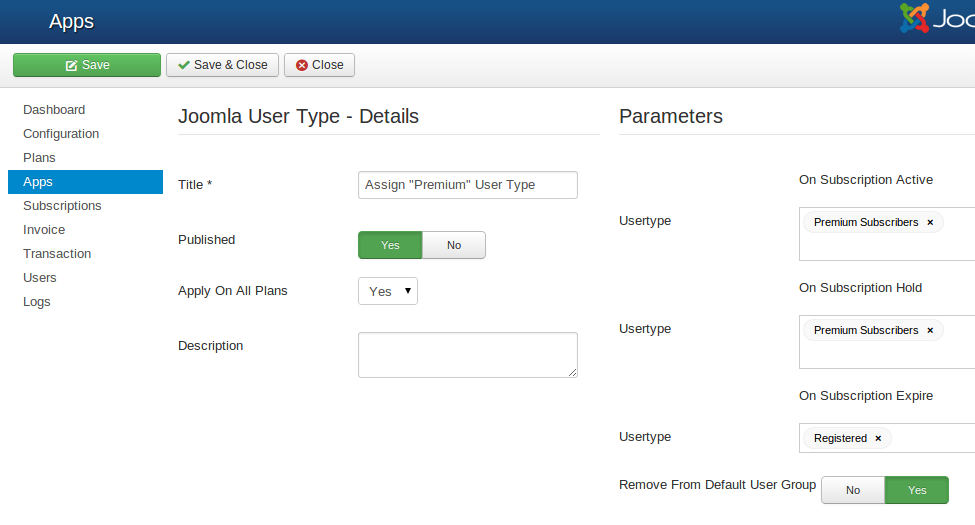 Apps
Save
Save & Close
Close
Dashboard
Configuration
Plans
Apps
Subscriptions
Invoice
Transaction
Users
Logs
Joomla User Type - Details
Title *
Assign "Premium" User Type
Published
Yes
No
Apply On All Plans
Yes
Description
Parameters
On Subscription Active
Usertype
Premium Subscribers ×
On Subscription Hold
Usertype
Premium Subscribers ×
On Subscription Expire
Usertype
Registered ×
Remove From Default User Group
No
Yes